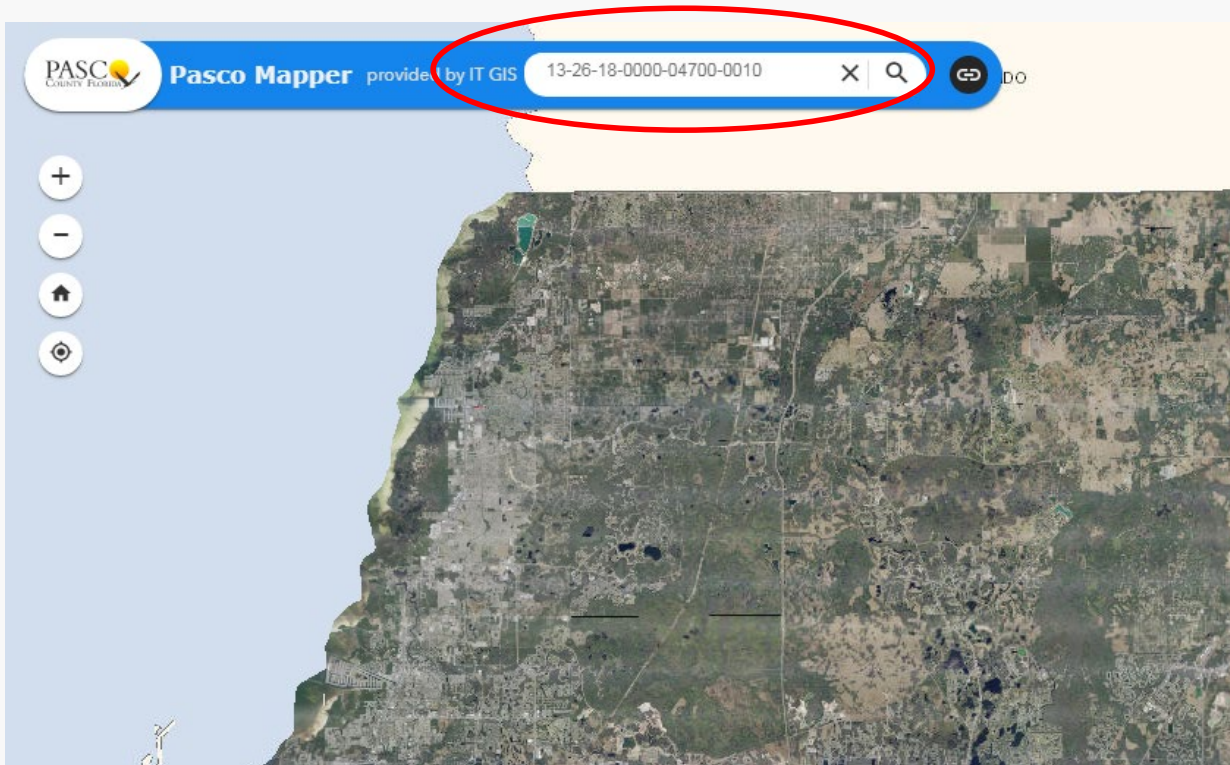 PASCO
COUNTY FLORIDA
Pasco Mapper provided by IT GIS
13-26-18-0000-04700-0010
DO